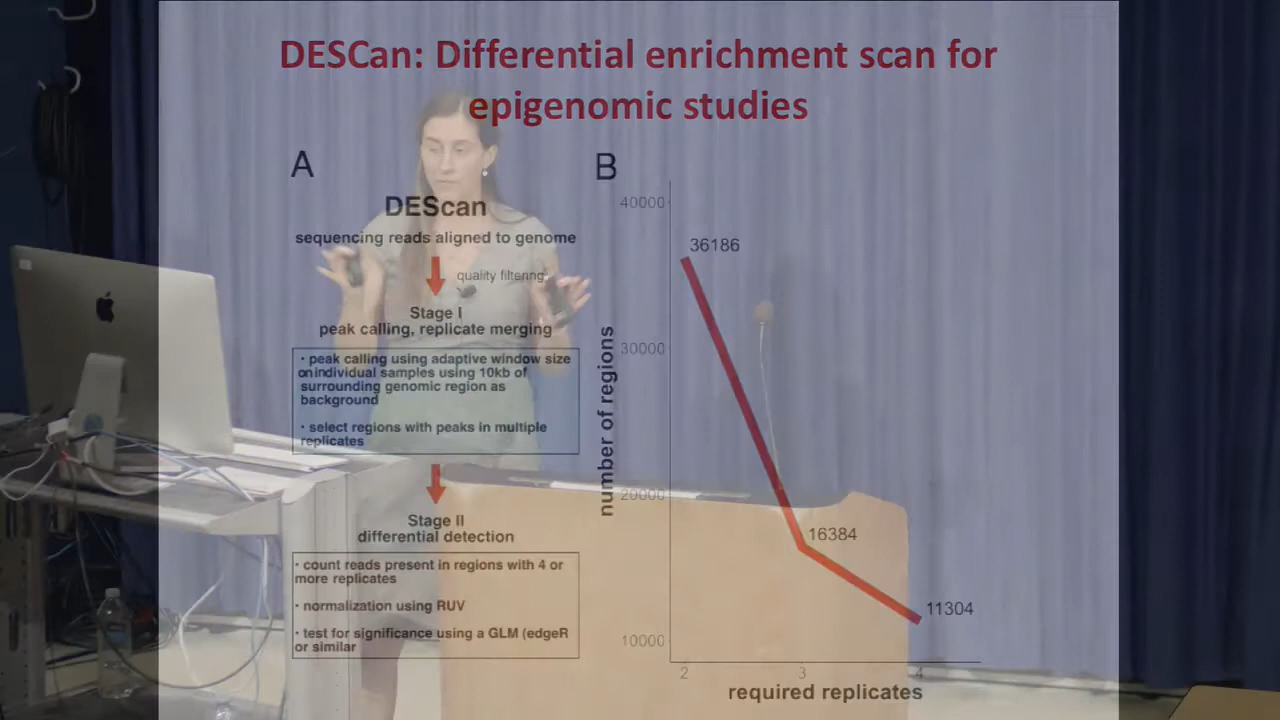 DESCan: Differential enrichment scan for
epigenomic studies
A
DEScan
sequencing reads aligned to genome
quality filtering
Stage I
peak calling, replicate merging
· peak calling using adaptive window size
on individual samples using 10kb of
surrounding genomic region as
background
· select regions with peaks in multiple
replicates
Stage II
differential detection
· count reads present in regions with 4 or
more replicates
· normalization using RUV
· test for significance using a GLM (edgeR
or similar
B
number of regions
40000
30000
20000
10000
36186
16384
11304
2
3
4
required replicates